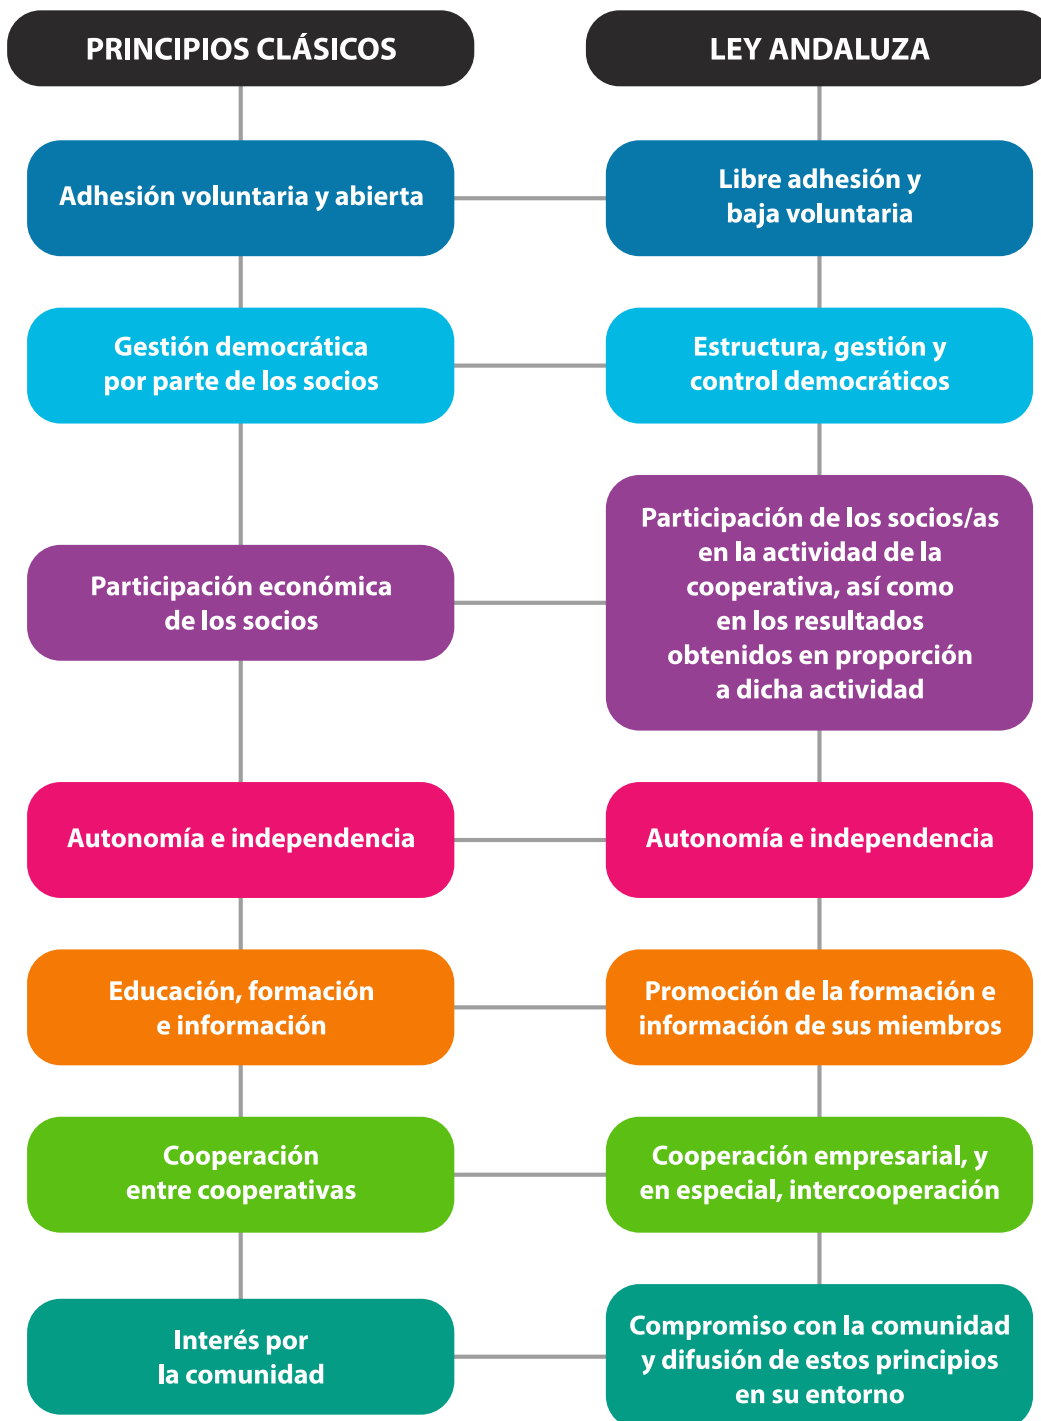 PRINCIPIOS CLÁSICOS
LEY ANDALUZA
Adhesión voluntaria y abierta
Libre adhesión y
baja voluntaria
Gestión democrática
por parte de los socios
Estructura, gestión y
control democráticos
Participación económica
de los socios
Participación de los socios/as
en la actividad de la
cooperativa, así como
en los resultados
obtenidos en proporción
a dicha actividad
Autonomía e independencia
Autonomía e independencia
Educación, formación
e información
Promoción de la formación e
información de sus miembros
Cooperación
entre cooperativas
Cooperación empresarial, y
en especial, intercooperación
Interés por
la comunidad
Compromiso con la comunidad
y difusión de estos principios
en su entorno